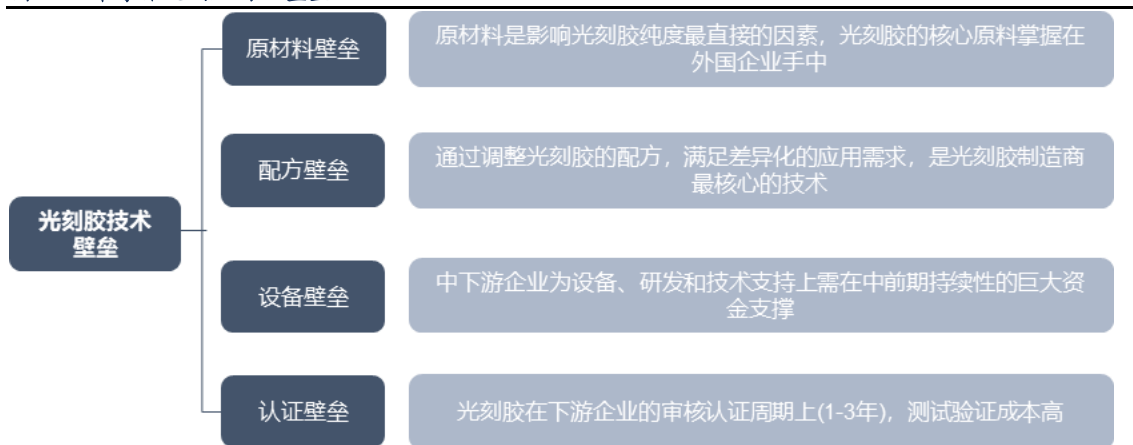 原材料壁垒
原材料是影响光刻胶纯度最直接的因素，光刻胶的核心原料掌握在
外国企业手中
配方壁垒
通过调整光刻胶的配方，满足差异化的应用需求，是光刻胶制造商
最核心的技术
光刻胶技术
壁垒
设备壁垒
中下游企业为设备、研发和技术支持上需在中前期持续性的巨大资
金支撑
认证壁垒
光刻胶在下游企业的审核认证周期上(1-3年)，测试验证成本高